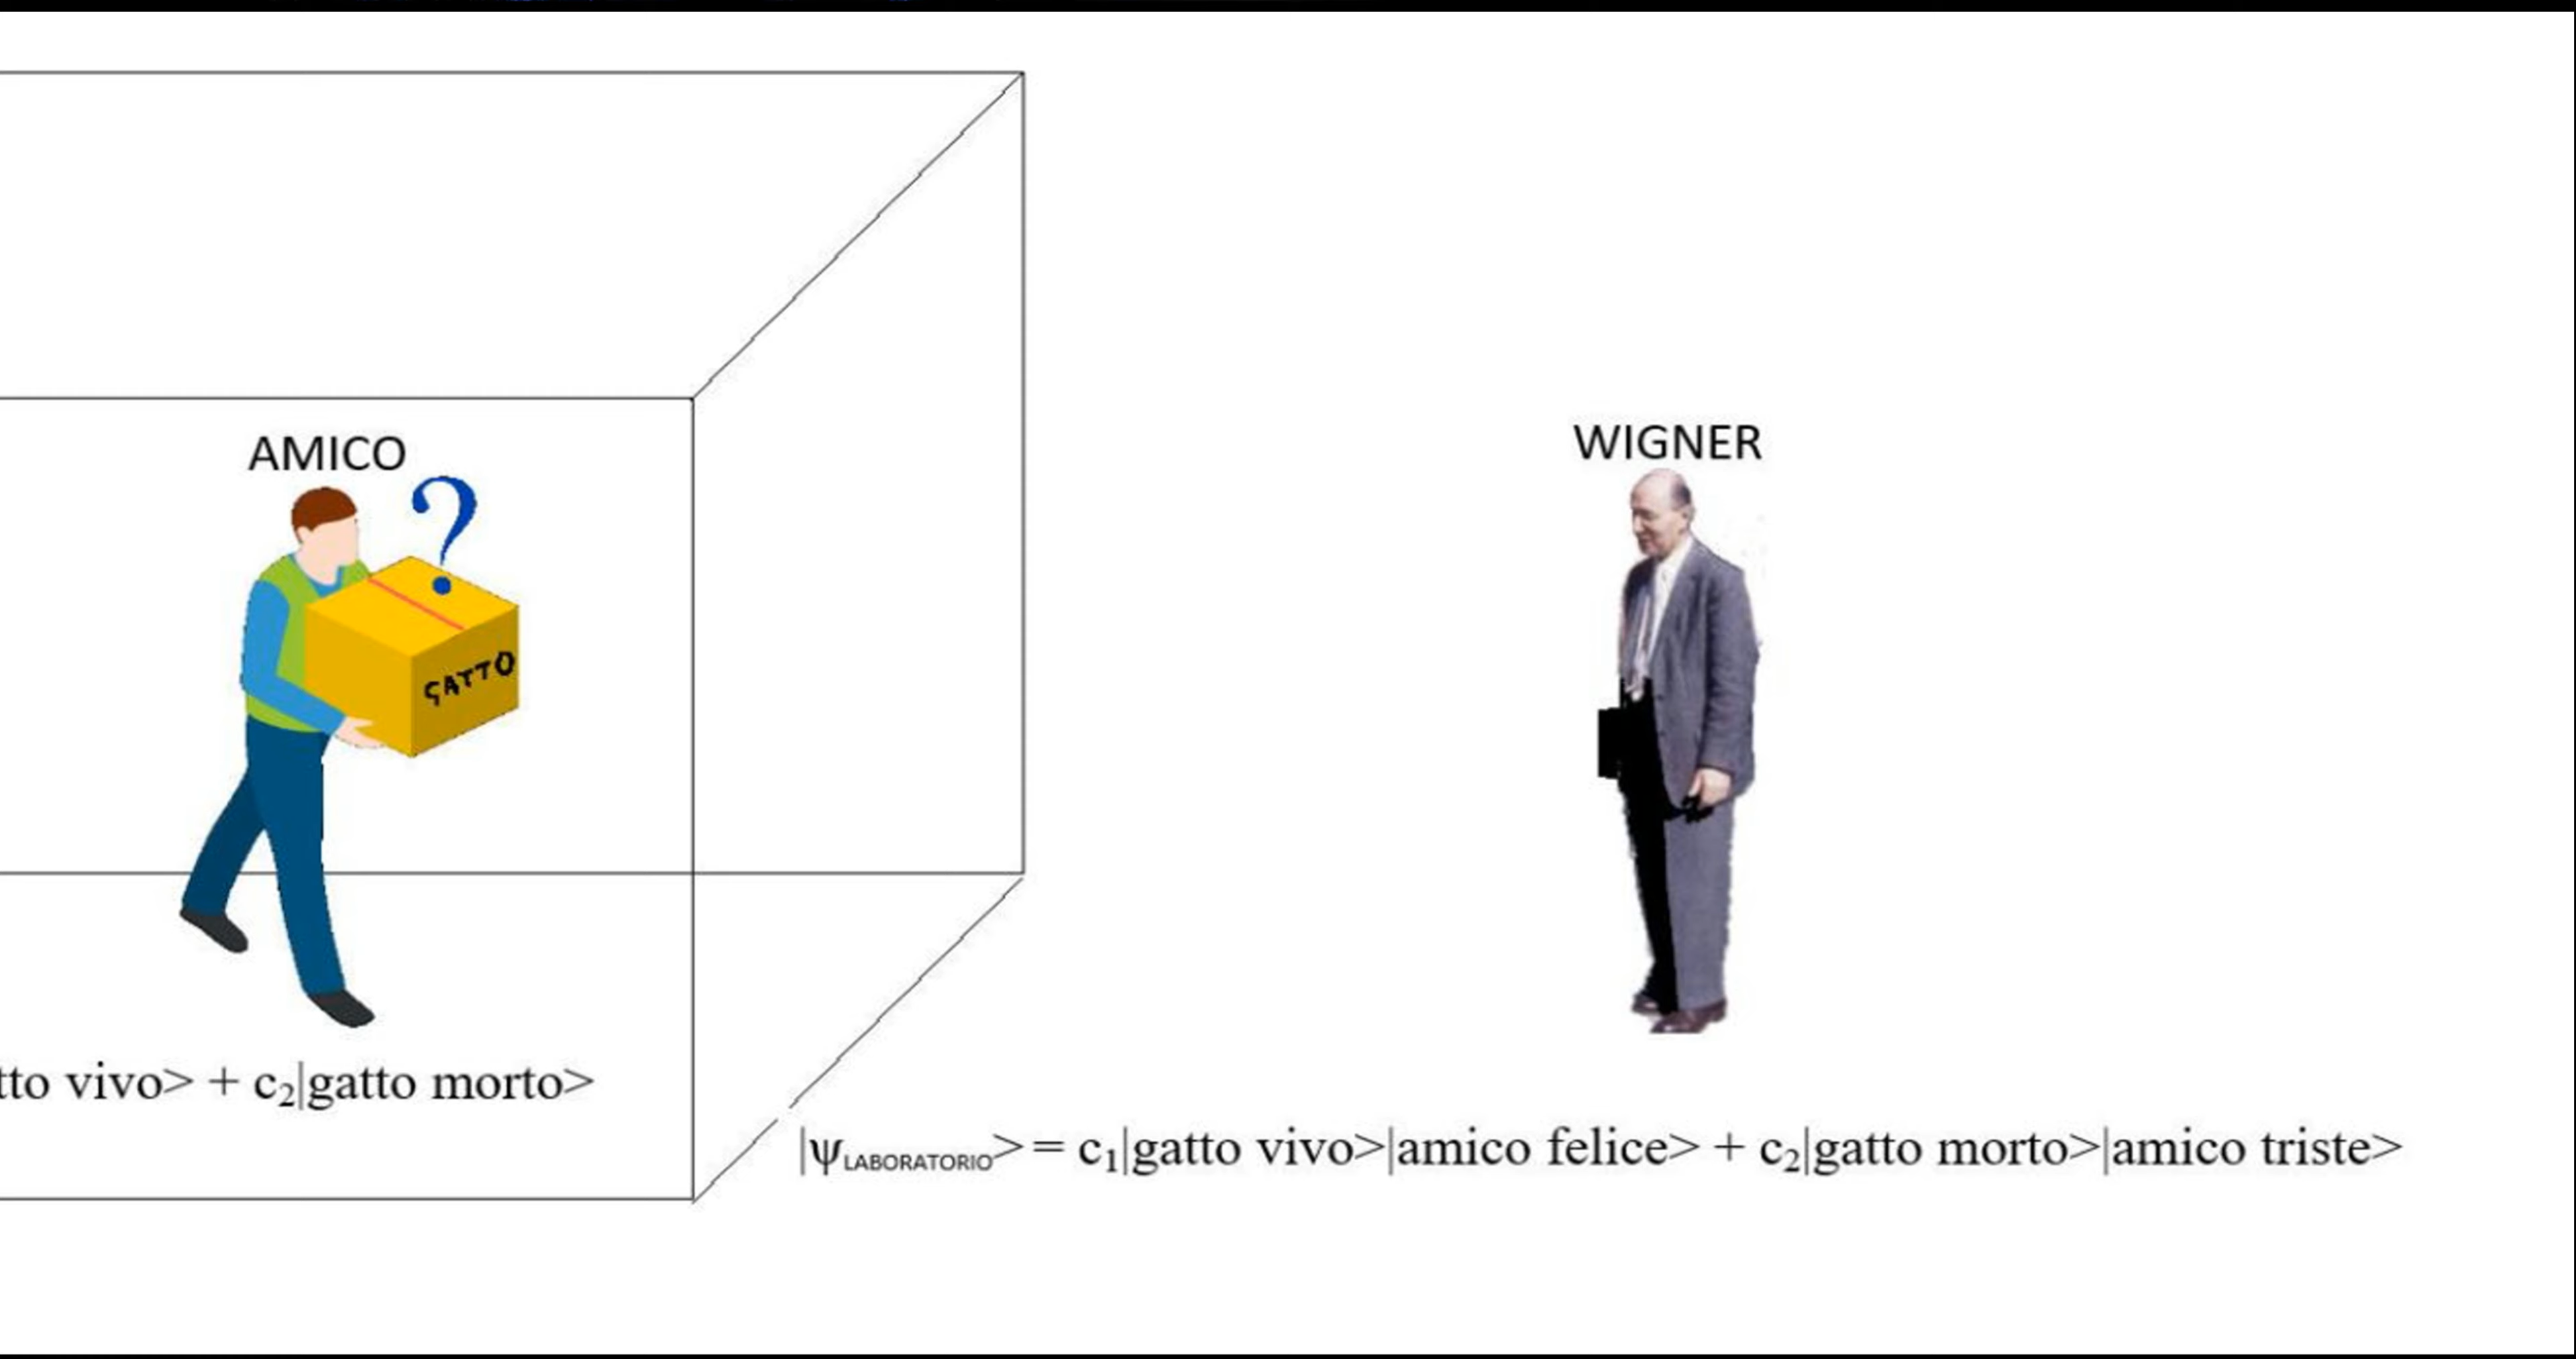 AMICO
WIGNER
?
GATTO
tto vivo> + c₂|gatto morto>
|ψLABORATORIO> = c₁|gatto vivo>|amico felice> + c₂|gatto morto>|amico triste>